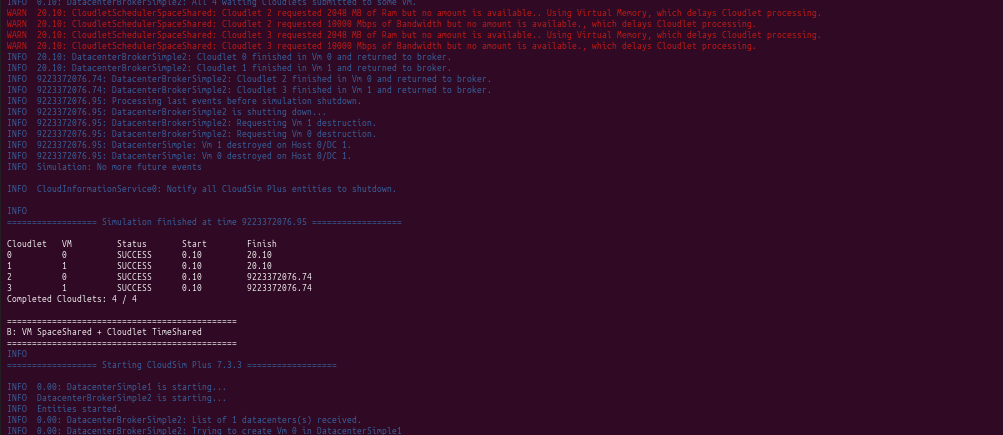 INFO  0.10: DatacenterBrokerSimple2: All 4 waiting Cloudlets submitted to some VM.
WARN  20.10: CloudletSchedulerSpaceShared: Cloudlet 2 requested 2048 MB of Ram but no amount is available.. Using Virtual Memory, which delays Cloudlet processing.
WARN  20.10: CloudletSchedulerSpaceShared: Cloudlet 2 requested 10000 Mbps of Bandwidth but no amount is available., which delays Cloudlet processing.
WARN  20.10: CloudletSchedulerSpaceShared: Cloudlet 3 requested 2048 MB of Ram but no amount is available.. Using Virtual Memory, which delays Cloudlet processing.
WARN  20.10: CloudletSchedulerSpaceShared: Cloudlet 3 requested 10000 Mbps of Bandwidth but no amount is available., which delays Cloudlet processing.
INFO  20.10: DatacenterBrokerSimple2: Cloudlet 0 finished in Vm 0 and returned to broker.
INFO  20.10: DatacenterBrokerSimple2: Cloudlet 1 finished in Vm 1 and returned to broker.
INFO  9223372076.74: DatacenterBrokerSimple2: Cloudlet 2 finished in Vm 0 and returned to broker.
INFO  9223372076.74: DatacenterBrokerSimple2: Cloudlet 3 finished in Vm 1 and returned to broker.
INFO  9223372076.95: Processing last events before simulation shutdown.
INFO  9223372076.95: DatacenterBrokerSimple2 is shutting down...
INFO  9223372076.95: DatacenterBrokerSimple2: Requesting Vm 1 destruction.
INFO  9223372076.95: DatacenterBrokerSimple2: Requesting Vm 0 destruction.
INFO  9223372076.95: DatacenterSimple: Vm 1 destroyed on Host 0/DC 1.
INFO  9223372076.95: DatacenterSimple: Vm 0 destroyed on Host 0/DC 1.
INFO  Simulation: No more future events
INFO  CloudInformationService0: Notify all CloudSim Plus entities to shutdown.
INFO
================== Simulation finished at time 9223372076.95 ==================
Cloudlet   VM         Status       Start        Finish
0          0          SUCCESS      0.10         20.10
1          1          SUCCESS      0.10         20.10
2          0          SUCCESS      0.10         9223372076.74
3          1          SUCCESS      0.10         9223372076.74
Completed Cloudlets: 4 / 4
==============================================
B: VM SpaceShared + Cloudlet TimeShared
==============================================
INFO
================== Starting CloudSim Plus 7.3.3 ==================
INFO  0.00: DatacenterSimple1 is starting...
INFO  DatacenterBrokerSimple2 is starting...
INFO  Entities started.
INFO  0.00: DatacenterBrokerSimple2: List of 1 datacenters(s) received.
INFO  0.00: DatacenterBrokerSimple2: Trying to create Vm 0 in DatacenterSimple1